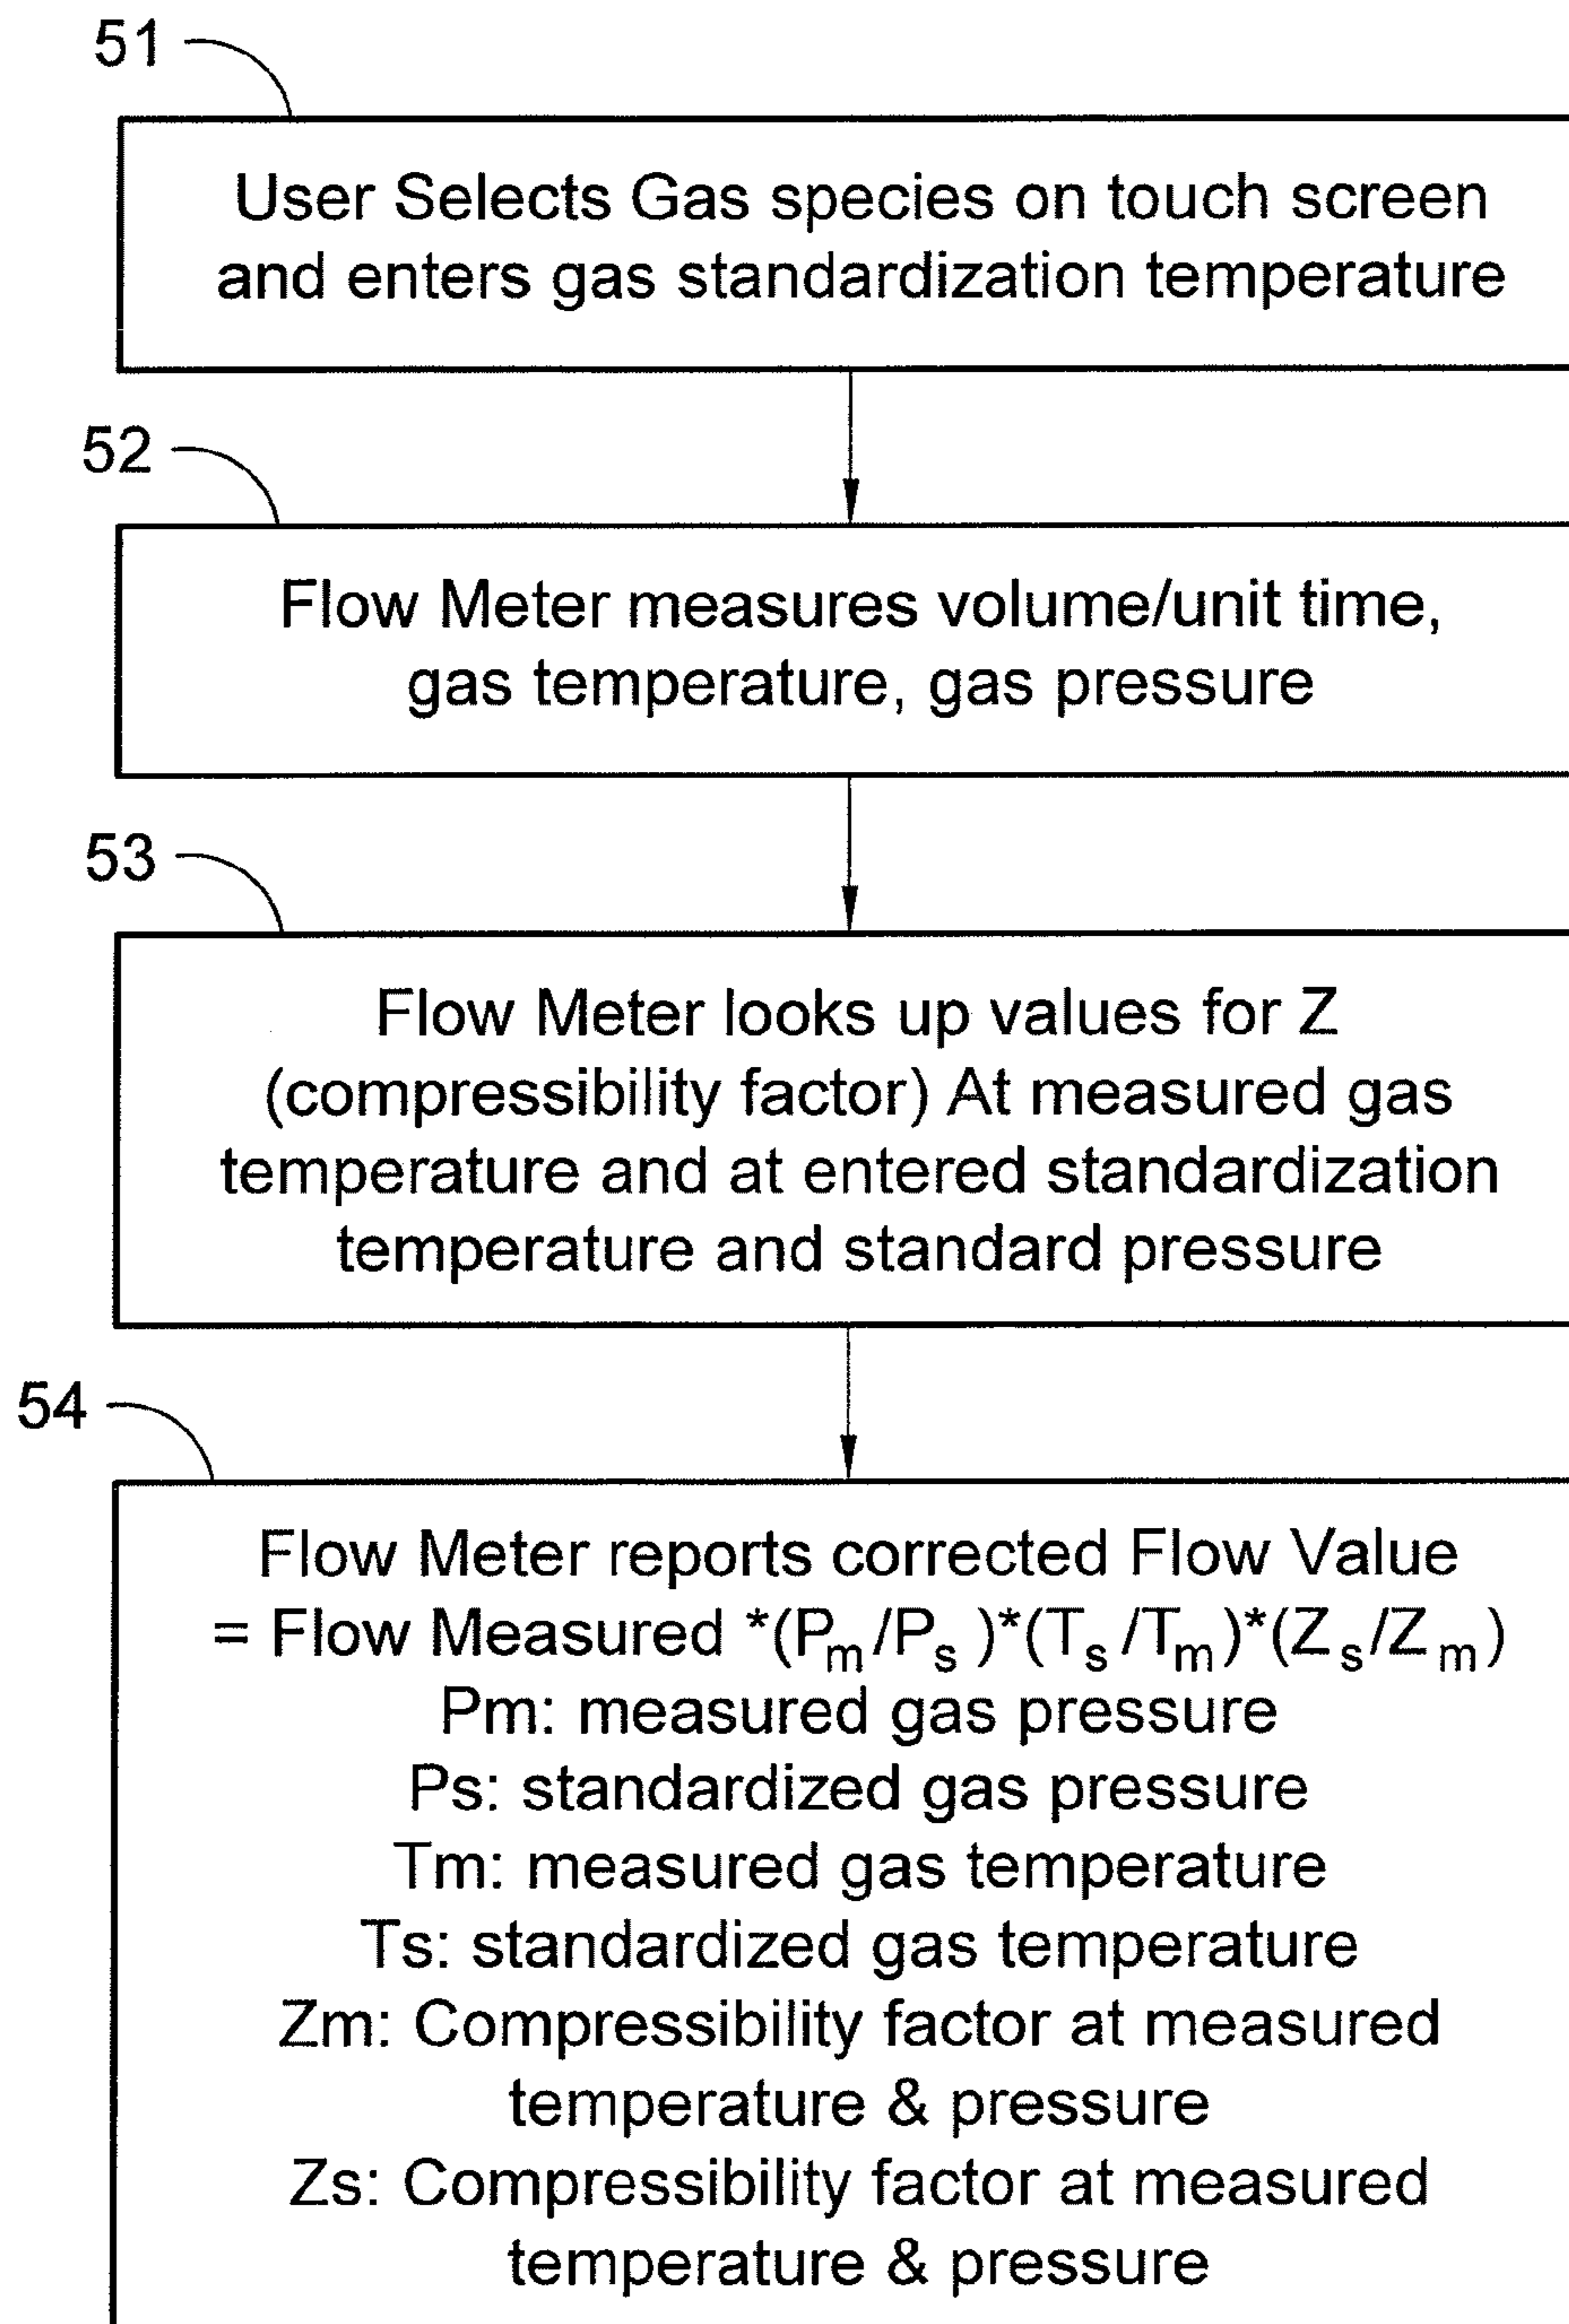 51
User Selects Gas species on touch screen
and enters gas standardization temperature
52
Flow Meter measures volume/unit time,
gas temperature, gas pressure
53
Flow Meter looks up values for Z
(compressibility factor) At measured gas
temperature and at entered standardization
temperature and standard pressure
54
Flow Meter reports corrected Flow Value
= Flow Measured *(Pm/Ps)*(Ts/Tm)*(Zs/Zm)
Pm: measured gas pressure
Ps: standardized gas pressure
Tm: measured gas temperature
Ts: standardized gas temperature
Zm: Compressibility factor at measured
temperature & pressure
Zs: Compressibility factor at measured
temperature & pressure